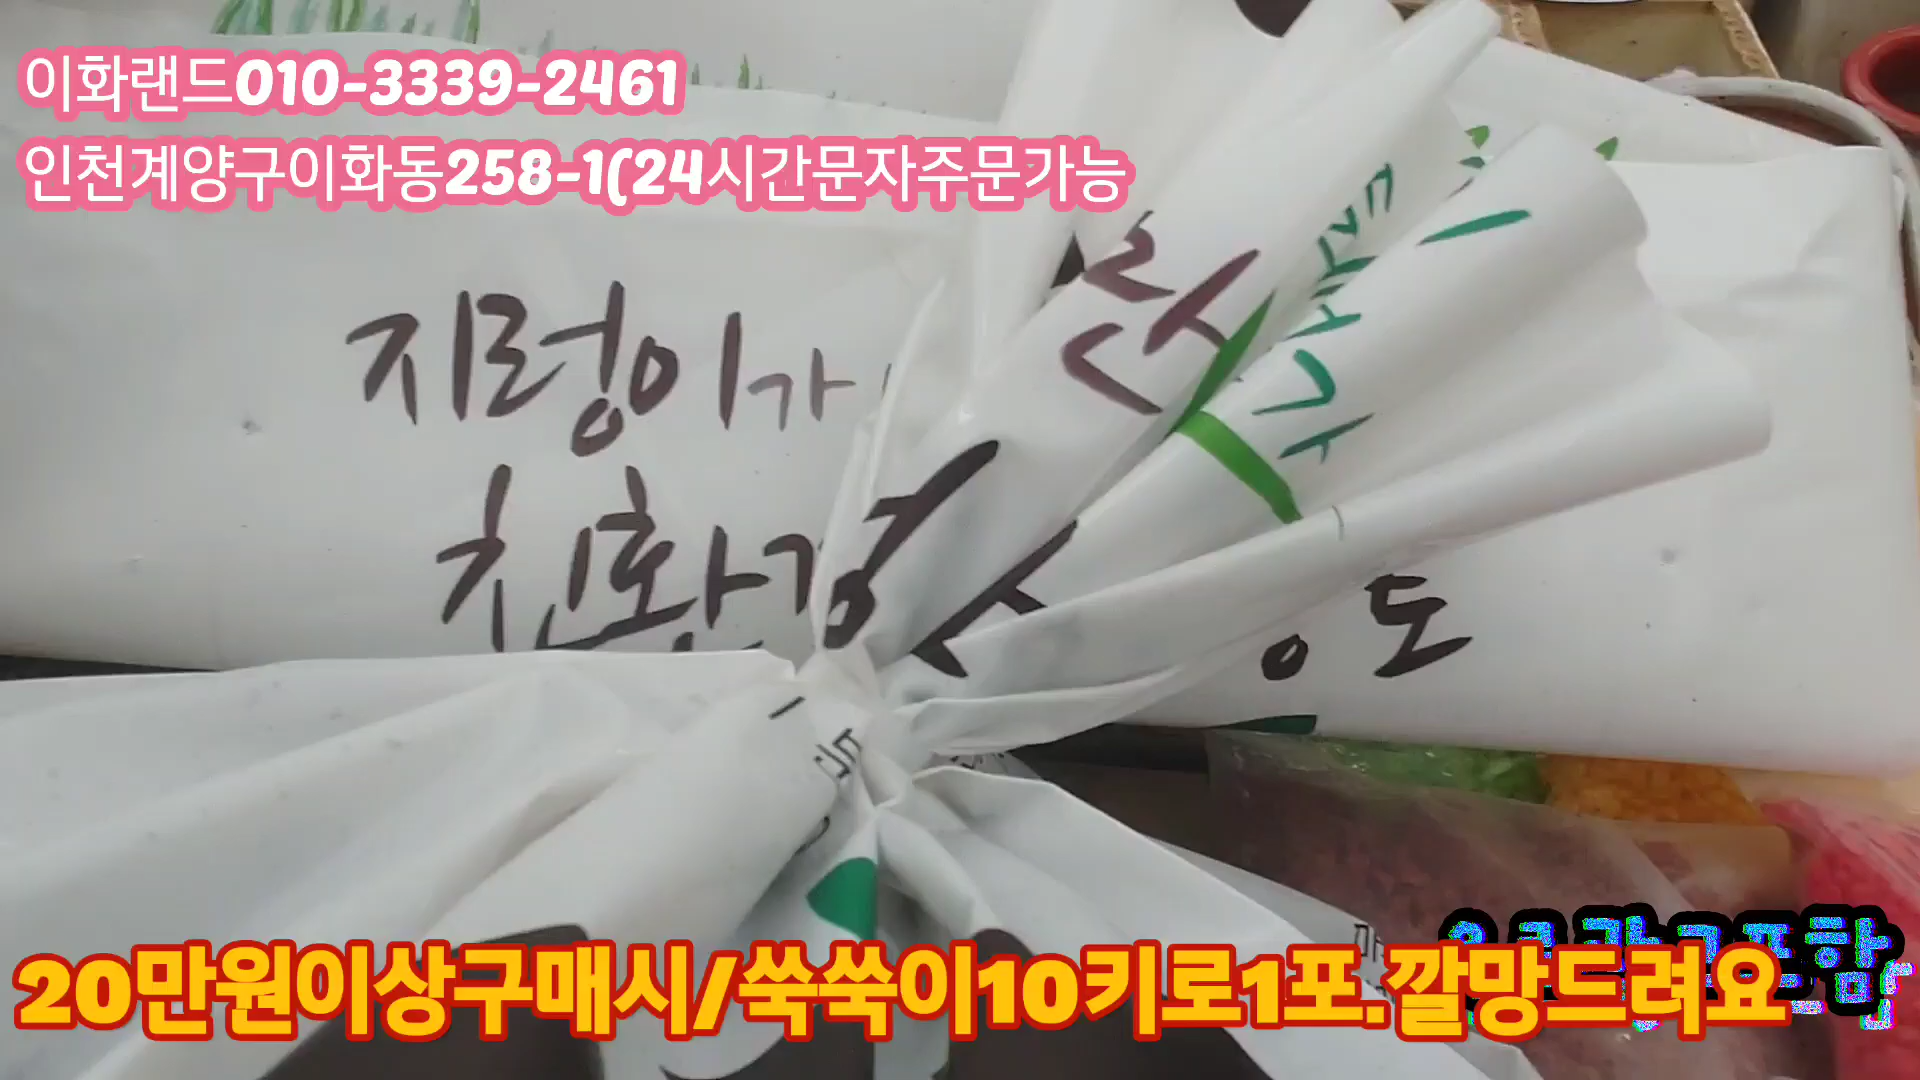 이화랜드010-3339-2461
인천계양구이화동258-1(24시간문자주문가능
지렁이가
친환경
도
20만원이상구매시/쑥쑥이10키로1포.깔망드려요